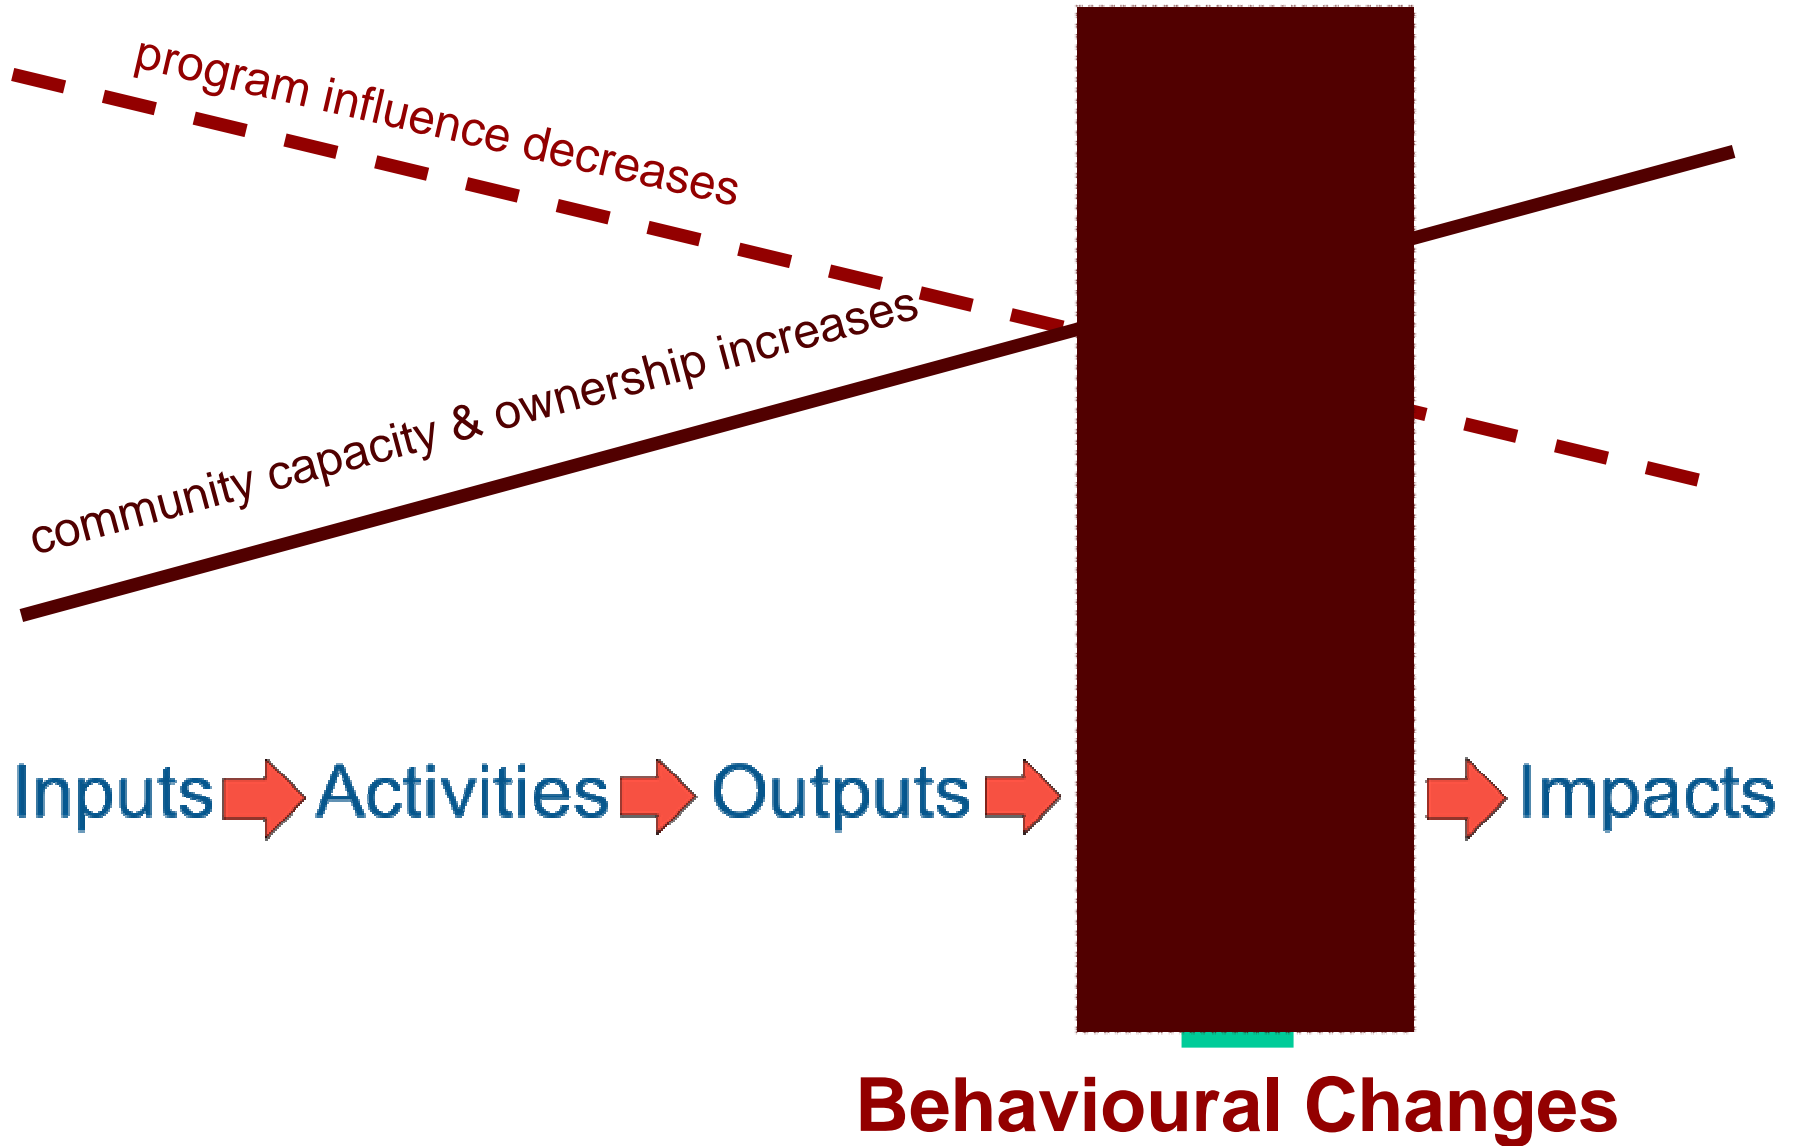 program influence decreases
community capacity & ownership increases
Inputs Activities Outputs Impacts
Behavioural Changes